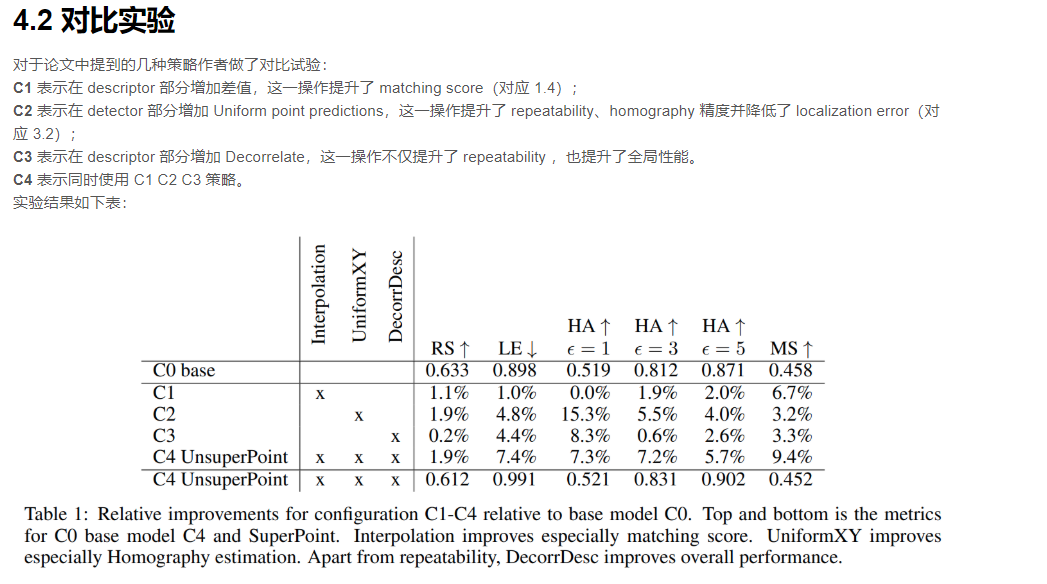 4.2 对比实验
对于论文中提到的几种策略作者做了对比试验：
C1 表示在 descriptor 部分增加差值，这一操作提升了 matching score（对应 1.4）;
C2 表示在 detector 部分增加 Uniform point predictions，这一操作提升了 repeatability、homography 精度并降低了 localization error（对
应 3.2）;
C3 表示在 descriptor 部分增加 Decorrelate，这一操作不仅提升了 repeatability ，也提升了全局性能。
C4 表示同时使用 C1 C2 C3 策略。
实验结果如下表：
Interpolation UniformXY DecorrDesc
HA ↑ HA ↑ HA ↑
RS ↑ LE ↓ ϵ = 1 ϵ = 3 ϵ = 5 MS ↑
C0 base 0.633 0.898 0.519 0.812 0.871 0.458
C1 x 1.1% 1.0% 0.0% 1.9% 2.0% 6.7%
C2 x 1.9% 4.8% 15.3% 5.5% 4.0% 3.2%
C3 x 0.2% 4.4% 8.3% 0.6% 2.6% 3.3%
C4 UnsuperPoint x x x 1.9% 7.4% 7.3% 7.2% 5.7% 9.4%
C4 UnsuperPoint x x x 0.612 0.991 0.521 0.831 0.902 0.452
Table 1: Relative improvements for configuration C1-C4 relative to base model C0. Top and bottom is the metrics
for C0 base model C4 and SuperPoint. Interpolation improves especially matching score. UniformXY improves
especially Homography estimation. Apart from repeatability, DecorrDesc improves overall performance.